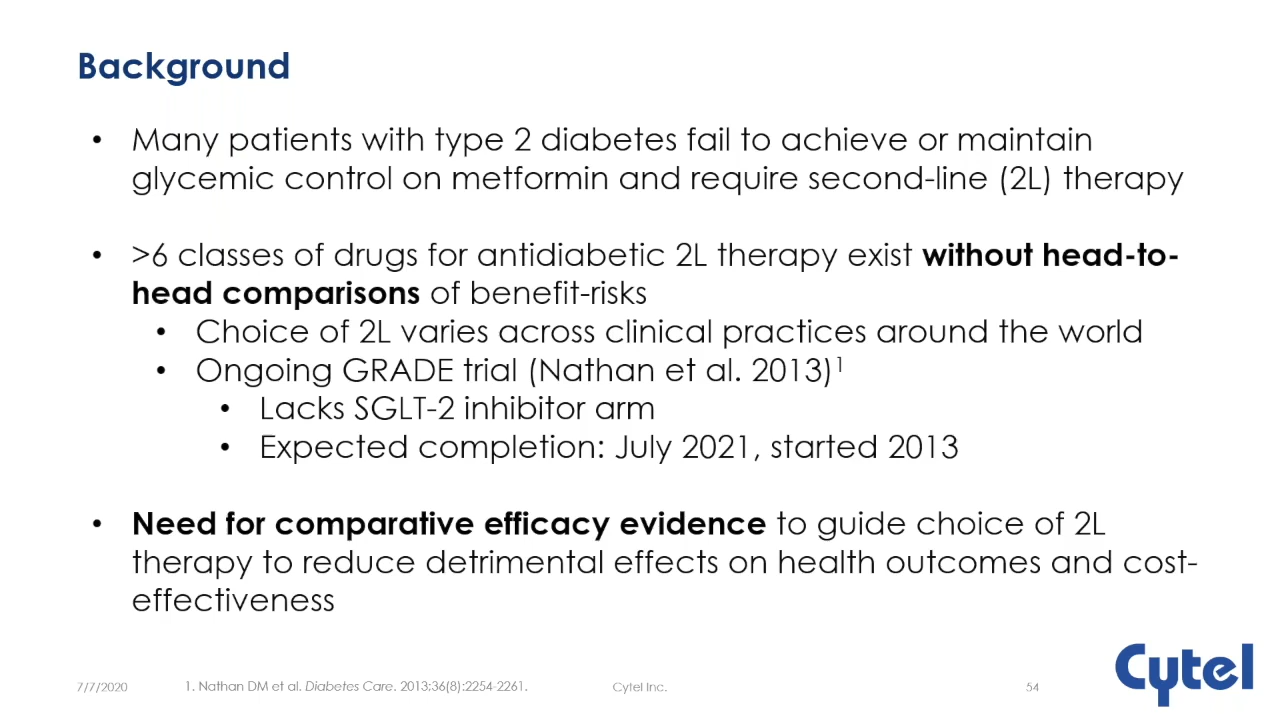 Background
• Many patients with type 2 diabetes fail to achieve or maintain
glycemic control on metformin and require second-line (2L) therapy
• >6 classes of drugs for antidiabetic 2L therapy exist without head-to-
head comparisons of benefit-risks
• Choice of 2L varies across clinical practices around the world
• Ongoing GRADE trial (Nathan et al. 2013)¹
• Lacks SGLT-2 inhibitor arm
• Expected completion: July 2021, started 2013
• Need for comparative efficacy evidence to guide choice of 2L
therapy to reduce detrimental effects on health outcomes and cost-
effectiveness
7/7/2020
1. Nathan DM et al. Diabetes Care. 2013;36(8):2254-2261.
Cytel Inc.
54
Cytel